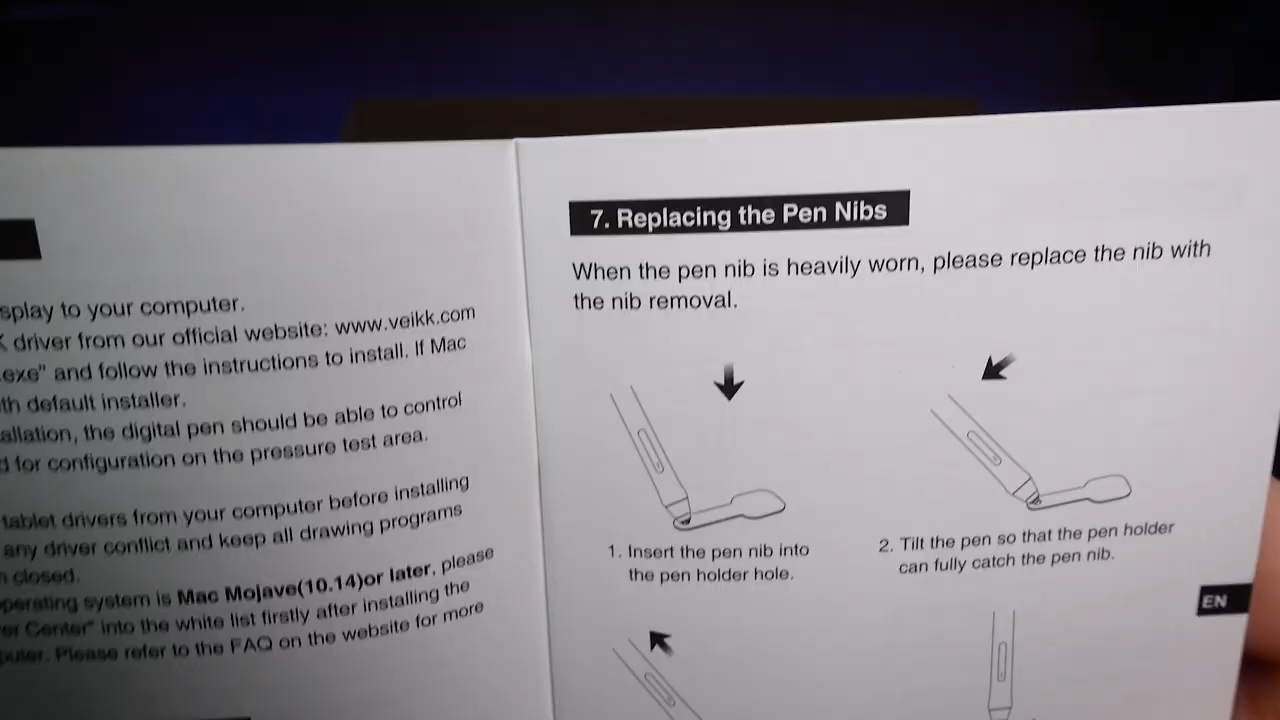 splay to your computer.
driver from our official website: www.veikk.com
.exe" and follow the instructions to install. If Mac
th default installer.
allation, the digital pen should be able to control
d for configuration on the pressure test area.
tablet drivers from your computer before installing
any driver conflict and keep all drawing programs
closed.
operating system is Mac Mojave(10.14)or later, please
er Center" into the white list firstly after installing the
puter. Please refer to the FAQ on the website for more
7. Replacing the Pen Nibs
When the pen nib is heavily worn, please replace the nib with
the nib removal.
1. Insert the pen nib into
the pen holder hole.
2. Tilt the pen so that the pen holder
can fully catch the pen nib.
EN